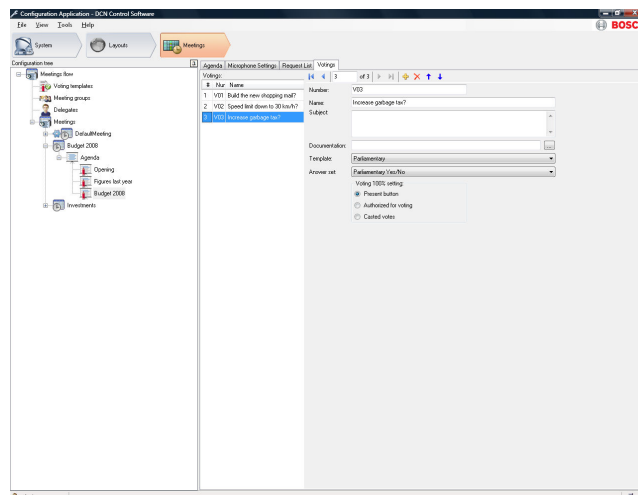 Configuration Application - DCN Control Software
File View Tools Help
BOSC
System
Layouts
Meetings
Configuration tree
Agenda Microphone Settings Request List Votings
Meetings flow
Voting templates
Meeting groups
Delegates
Meetings
DefaultMeeting
Budget 2008
Agenda
Opening
Figures last year
Budget 2008
Investments
Votings:
# Nur Name
1 V01 Build the new shopping mall?
2 V02 Speed limit down to 30 km/h?
3 V03 Increase garbage tax?
3 of 3
Number: V03
Name: Increase garbage tax?
Subject
Documentation: ...
Template: Parliamentary
Answer set: Parliamentary Yes/No
Voting 100% setting:
Present button
Authorized for voting
Casted votes